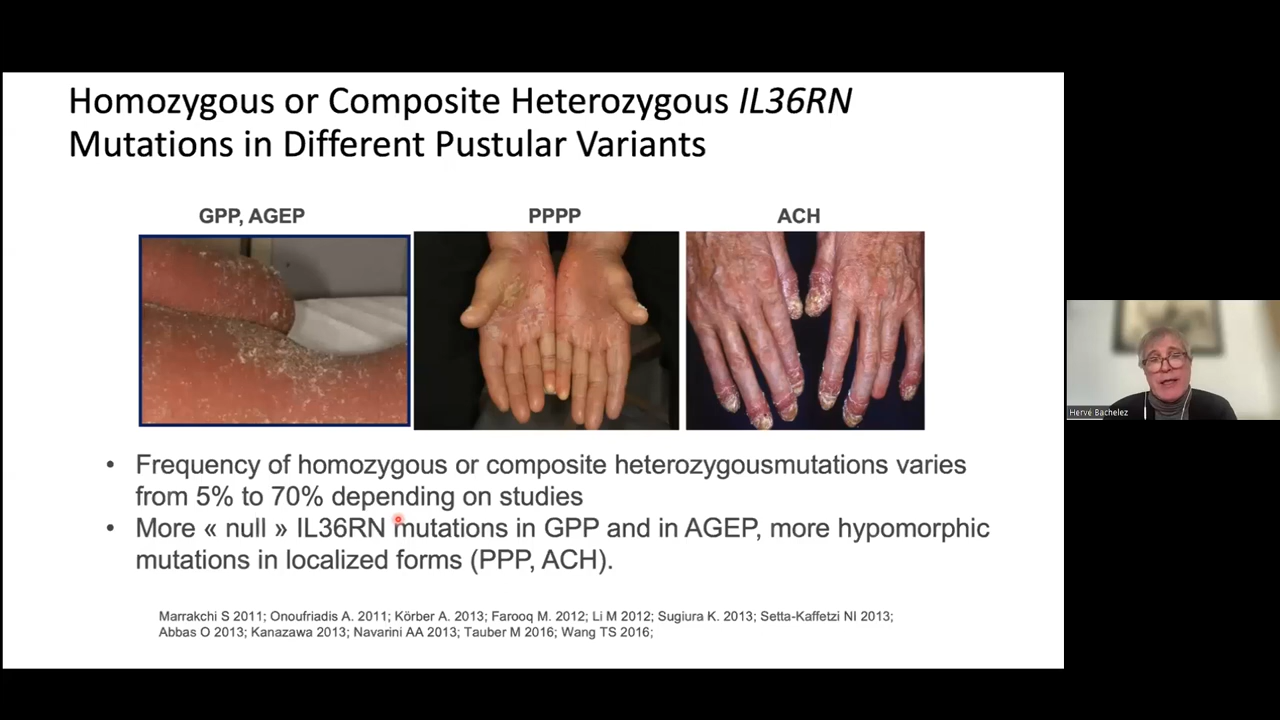 Homozygous or Composite Heterozygous IL36RN
Mutations in Different Pustular Variants
GPP, AGEP
PPPP
ACH
• Frequency of homozygous or composite heterozygousmutations varies
from 5% to 70% depending on studies
• More « null » IL36RN mutations in GPP and in AGEP, more hypomorphic
mutations in localized forms (PPP, ACH).
Marrakchi S 2011; Onoufriadis A. 2011; Körber A. 2013; Farooq M. 2012; Li M 2012; Sugiura K. 2013; Setta-Kaffetzi NI 2013;
Abbas O 2013; Kanazawa 2013; Navarini AA 2013; Tauber M 2016; Wang TS 2016;
Hervé Bachelez